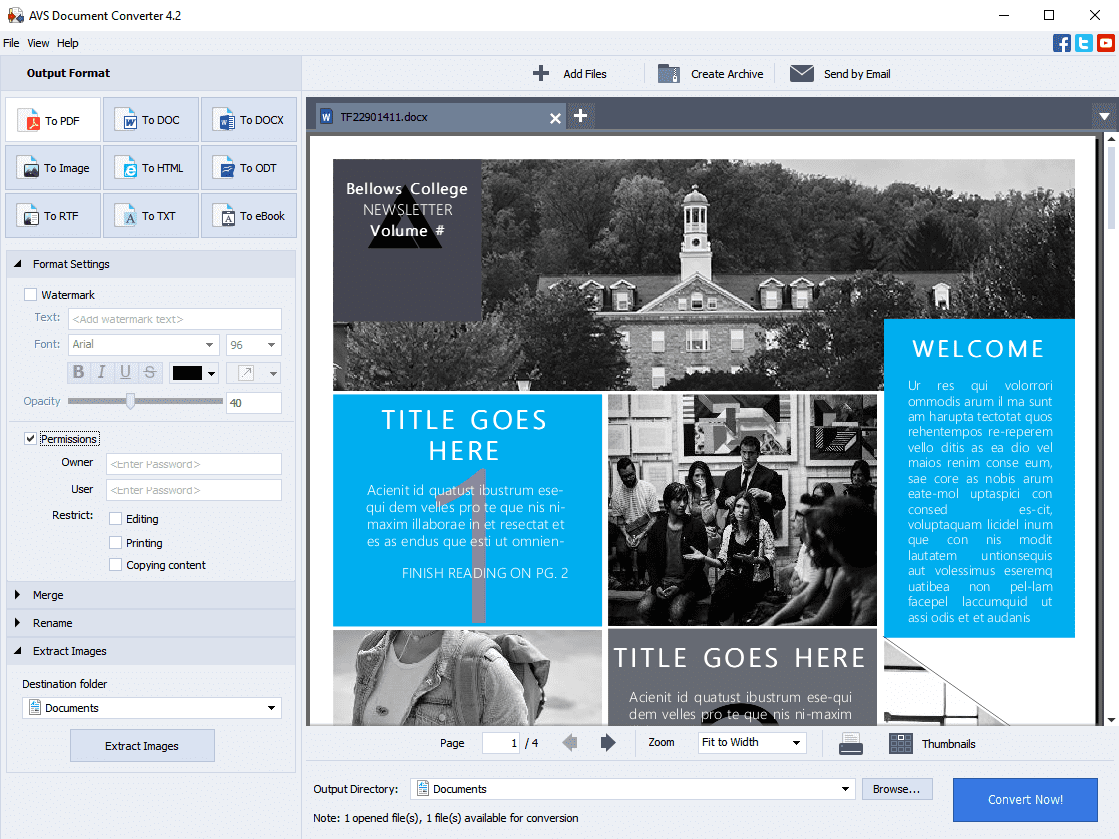 AVS Document Converter 4.2
File View Help
Output Format
Add Files
Create Archive
Send by Email
To PDF
To DOC
To DOCX
To Image
To HTML
To ODT
To RTF
To TXT
To eBook
Format Settings
Watermark
Text: <Add watermark text>
Font: Arial 96
B I U S
Opacity 40
Permissions
Owner <Enter Password>
User <Enter Password>
Restrict: Editing
Printing
Copying content
Merge
Rename
Extract Images
Destination folder
Documents
Extract Images
TF22901411.docx
Bellows College
NEWSLETTER
Volume #
WELCOME
Ur res qui volorrori
ommodis arum il ma sunt
am harupta tectotat quos
rehentempos re-reperem
vello ditis as ea dio vel
maios renim conse eum,
sae core as nobis arum
eate-mol uptaspici con
consed es-cit,
voluptaquam licidel inum
que con nis modit
lautatem untionsequis
aut volessimus eseremq
uatibea non pel-lam
facepel laccumquid ut
assi odis et et audanis
TITLE GOES
HERE
1
Acienit id quatust ibustrum ese-
qui dem velles pro te que nis ni-
maxim illaborae in et resectat et
es as endus que esti ut omnien-
FINISH READING ON PG. 2
TITLE GOES HERE
Acienit id quatust ibustrum ese-qui
dem velles pro te que nis ni-maxim
Page 1 / 4
Zoom Fit to Width
Thumbnails
Output Directory: Documents
Browse...
Convert Now!
Note: 1 opened file(s), 1 file(s) available for conversion